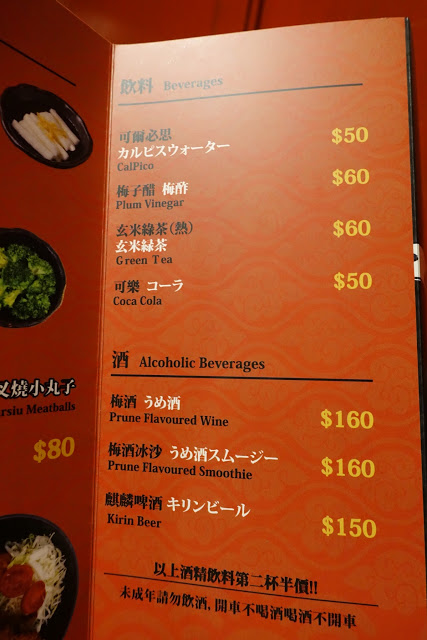 飲料 Beverages
可爾必思
カルピスウォーター
CalPico
$50
梅子醋 梅酢
Plum Vinegar
$60
玄米綠茶(熱)
玄米緑茶
Green Tea
$60
可樂 コーラ
Coca Cola
$50
酒 Alcoholic Beverages
梅酒 うめ酒
Prune Flavoured Wine
$160
梅酒冰沙 うめ酒スムージー
Prune Flavoured Smoothie
$160
麒麟啤酒 キリンビール
Kirin Beer
$150
以上酒精飲料第二杯半價!!
未成年請勿飲酒, 開車不喝酒喝酒不開車
叉燒小丸子
rsiu Meatballs
$80